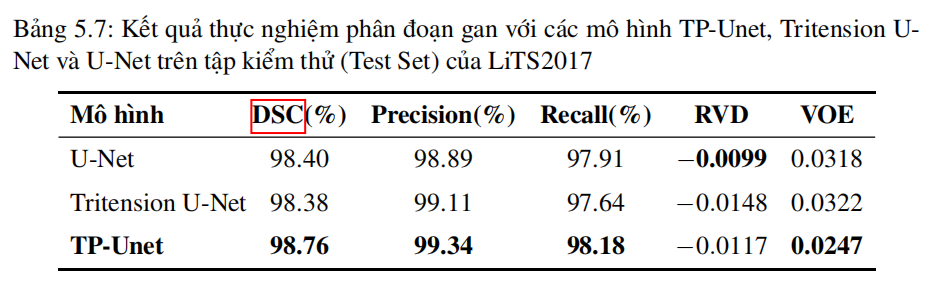 Bảng 5.7: Kết quả thực nghiệm phân đoạn gan với các mô hình TP-Unet, Tritension U-
Net và U-Net trên tập kiểm thử (Test Set) của LiTS2017
Mô hình DSC(%) Precision(%) Recall(%) RVD VOE
U-Net 98.40 98.89 97.91 −0.0099 0.0318
Tritension U-Net 98.38 99.11 97.64 −0.0148 0.0322
TP-Unet 98.76 99.34 98.18 −0.0117 0.0247